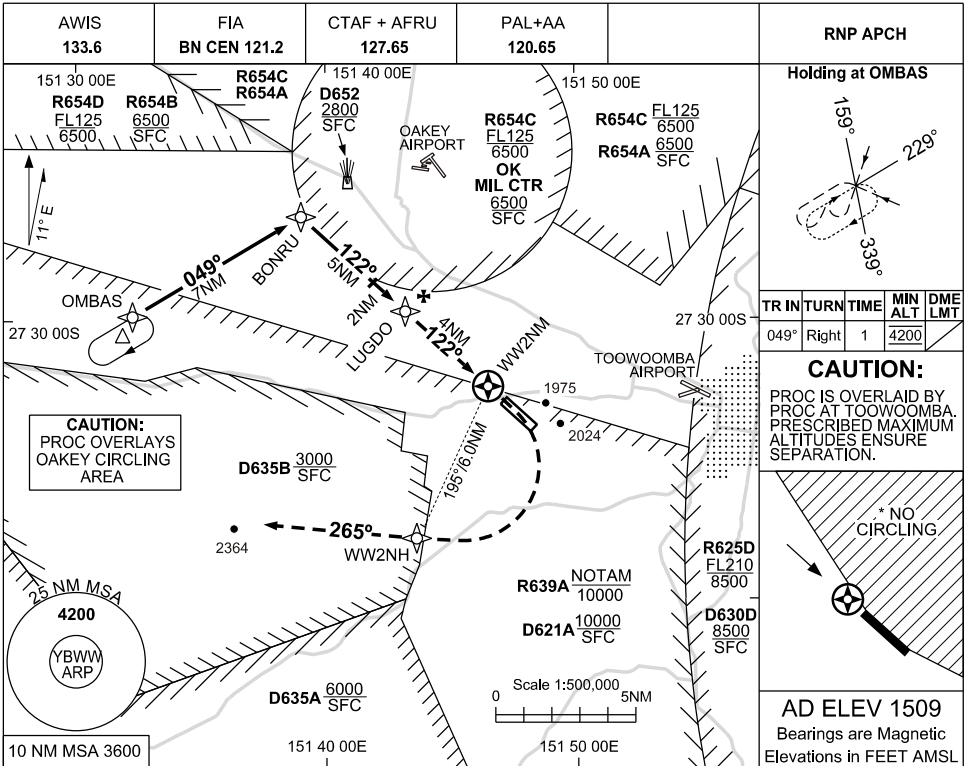 AWIS
133.6
FIA
BN CEN 121.2
CTAF + AFRU
127.65
PAL+AA
120.65
RNP APCH
151 30 00E
151 40 00E
151 50 00E
R654D
FL125
6500
R654B
6500
SFC
R654C
R654A
D652
2800
SFC
OAKEY
AIRPORT
R654C
FL125
6500
OK
MIL CTR
6500
SFC
R654C FL125
6500
R654A 6500
SFC
11° E
BONRU
049°
7NM
122°
5NM
OMBAS
2NM
LUGDO
4NM
122°
WW2NM
27 30 00S
27 30 00S
TOOWOOMBA
AIRPORT
1975
2024
CAUTION:
PROC OVERLAYS
OAKEY CIRCLING
AREA
D635B 3000
SFC
195°/6.0NM
265°
2364
WW2NH
R625D
FL210
8500
R639A NOTAM
10000
D621A 10000
SFC
D630D
8500
SFC
25 NM MSA
4200
YBWW
ARP
D635A 6000
SFC
Scale 1:500,000
0 5NM
10 NM MSA 3600
151 40 00E
151 50 00E
Holding at OMBAS
159°
229°
339°
TR IN TURN TIME MIN ALT DME LMT
049° Right 1 4200
CAUTION:
PROC IS OVERLAID BY
PROC AT TOOWOOMBA.
PRESCRIBED MAXIMUM
ALTITUDES ENSURE
SEPARATION.
* NO
CIRCLING
AD ELEV 1509
Bearings are Magnetic
Elevations in FEET AMSL